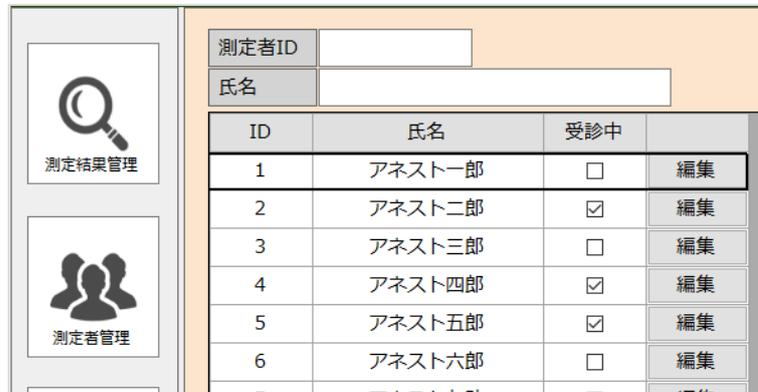 測定者ID
氏名
測定結果管理
測定者管理
ID 氏名 受診中
1 アネスト一郎 編集
2 アネスト二郎 編集
3 アネスト三郎 編集
4 アネスト四郎 編集
5 アネスト五郎 編集
6 アネスト六郎 編集